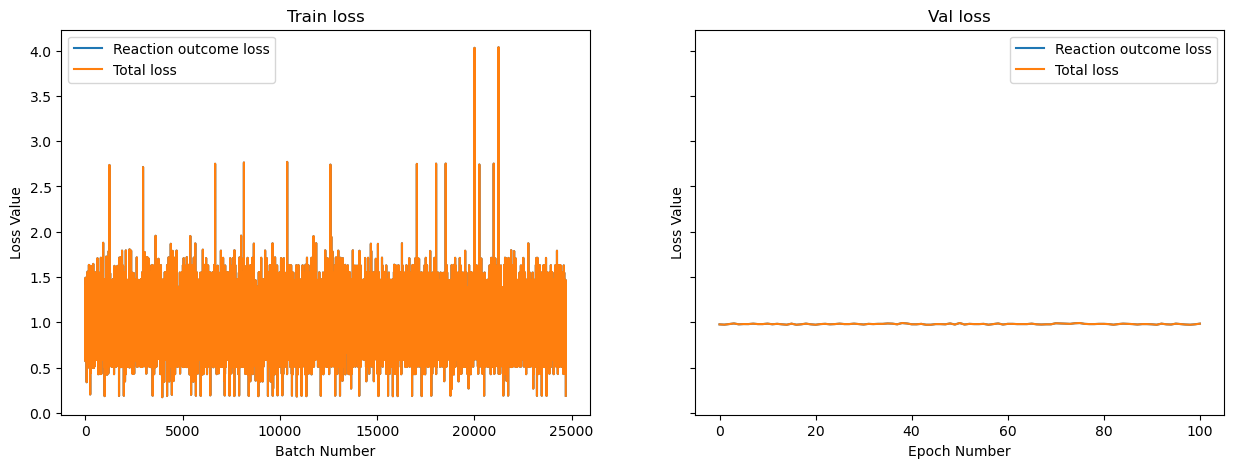 Train loss
Reaction outcome loss
Total loss
4.0
3.5
3.0
2.5
2.0
1.5
1.0
0.5
0.0
Loss Value
0
5000
10000
15000
20000
25000
Batch Number
Val loss
Reaction outcome loss
Total loss
Loss Value
0
20
40
60
80
100
Epoch Number